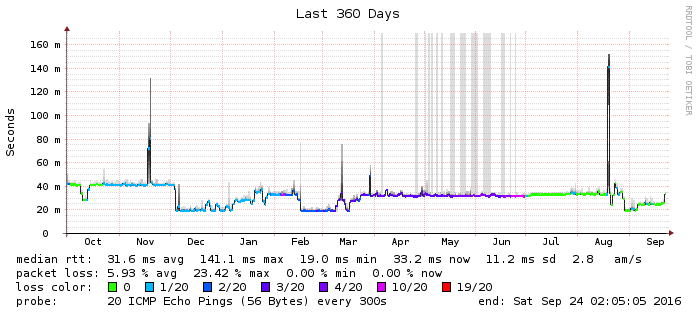 Last 360 Days
RRDTOOL / TOBI OETIKER
Seconds
160 m
140 m
120 m
100 m
80 m
60 m
40 m
20 m
0
Oct Nov Dec Jan Feb Mar Apr May Jun Jul Aug Sep
median rtt: 31.6 ms avg 141.1 ms max 19.0 ms min 33.2 ms now 11.2 ms sd 2.8 am/s
packet loss: 5.93 % avg 23.42 % max 0.00 % min 0.00 % now
loss color: 0 1/20 2/20 3/20 4/20 10/20 19/20
probe: 20 ICMP Echo Pings (56 Bytes) every 300s end: Sat Sep 24 02:05:05 2016